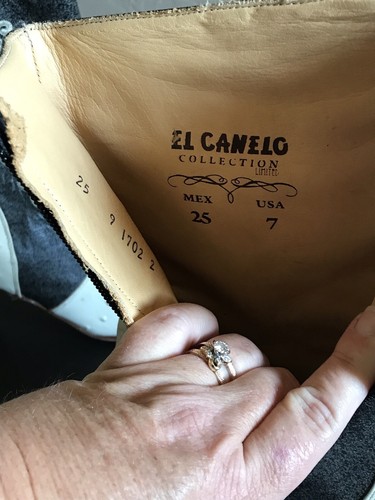 EL CANELO
COLLECTION
LIMITED
MEX USA
25 7
25 9 1702 2